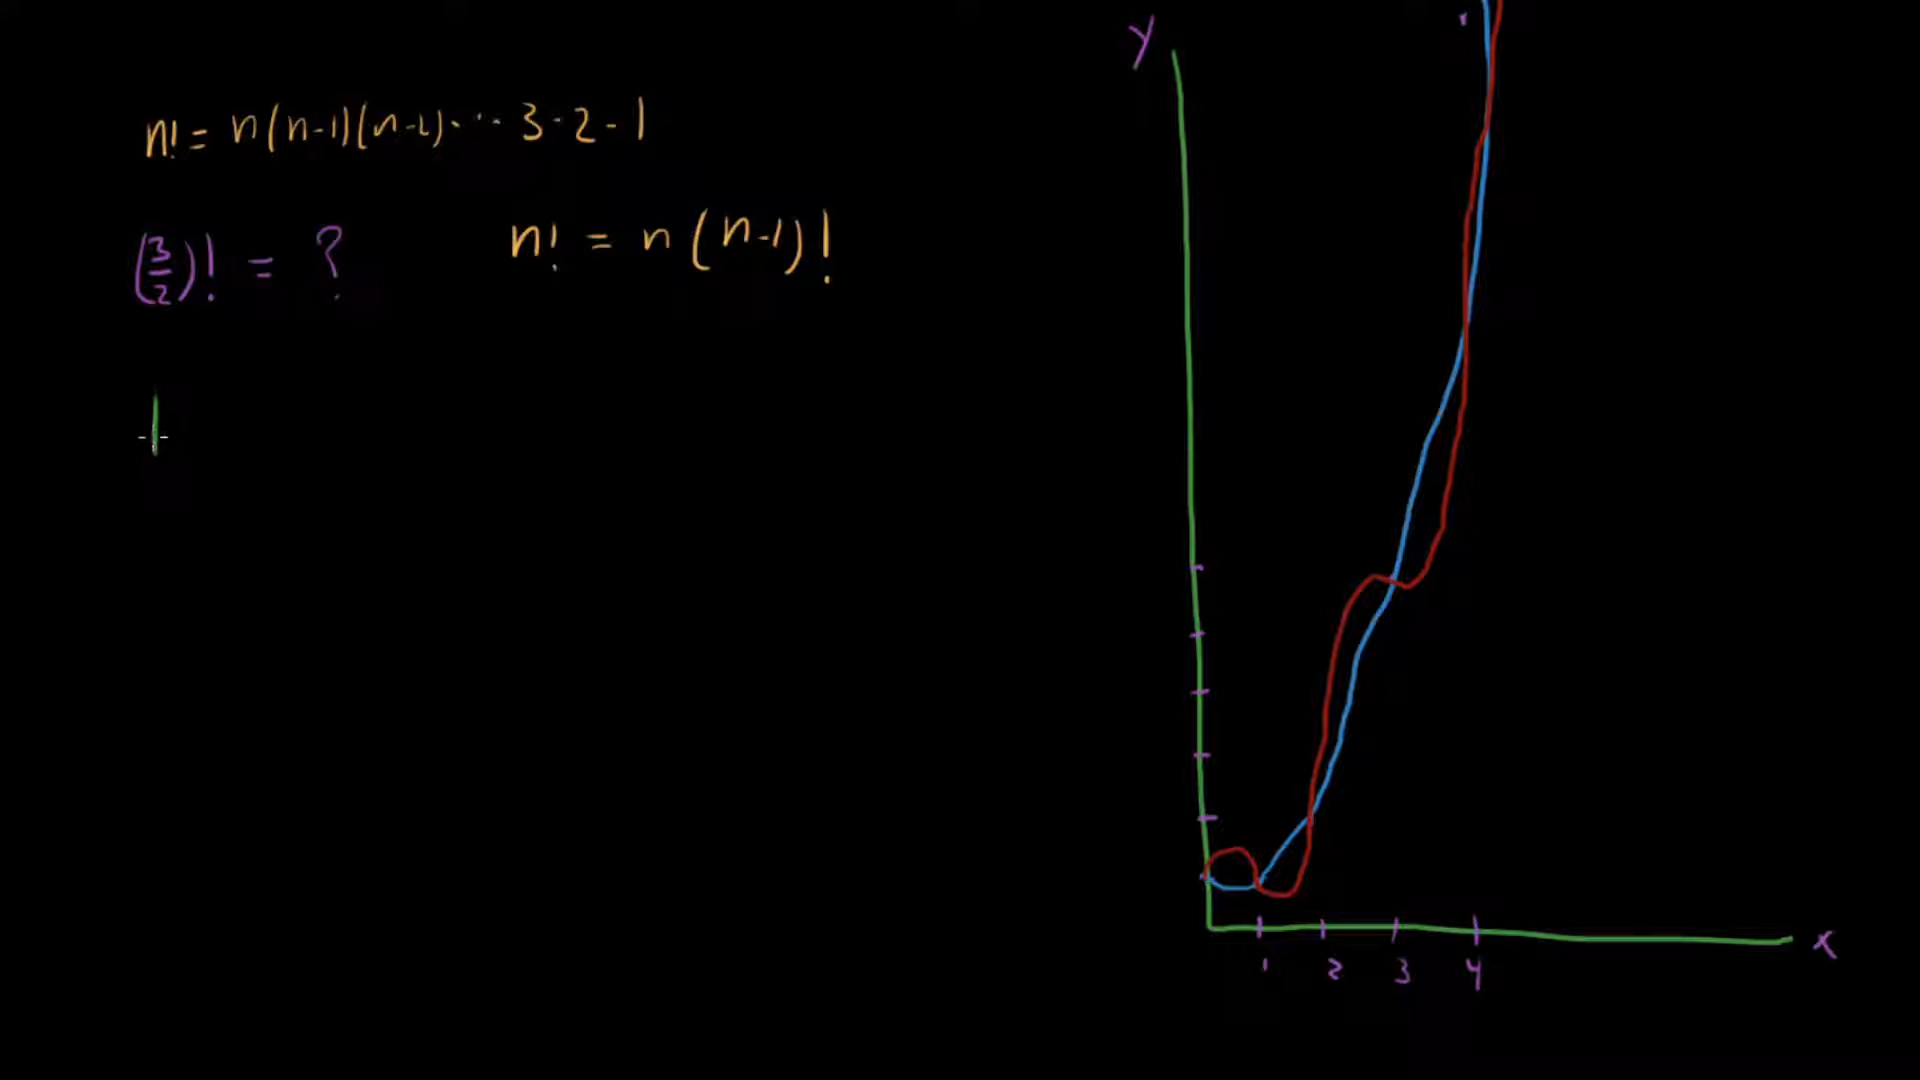 n! = n(n-1)(n-2)... 3·2·1
(3/2)! = ?
n! = n(n-1)!
y
1 2 3 4
x